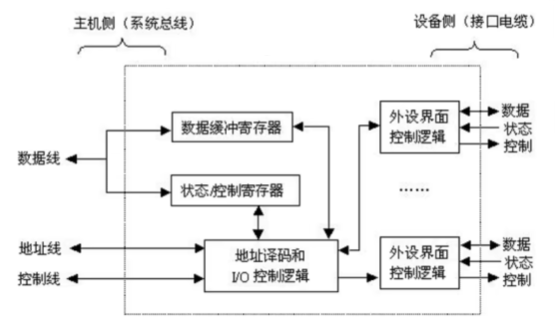 主机侧（系统总线）
设备侧（接口电缆）
数据缓冲寄存器
外设界面
控制逻辑
数据
状态
控制
数据线
状态/控制寄存器
……
地址线
控制线
地址译码和
I/O 控制逻辑
外设界面
控制逻辑
数据
状态
控制